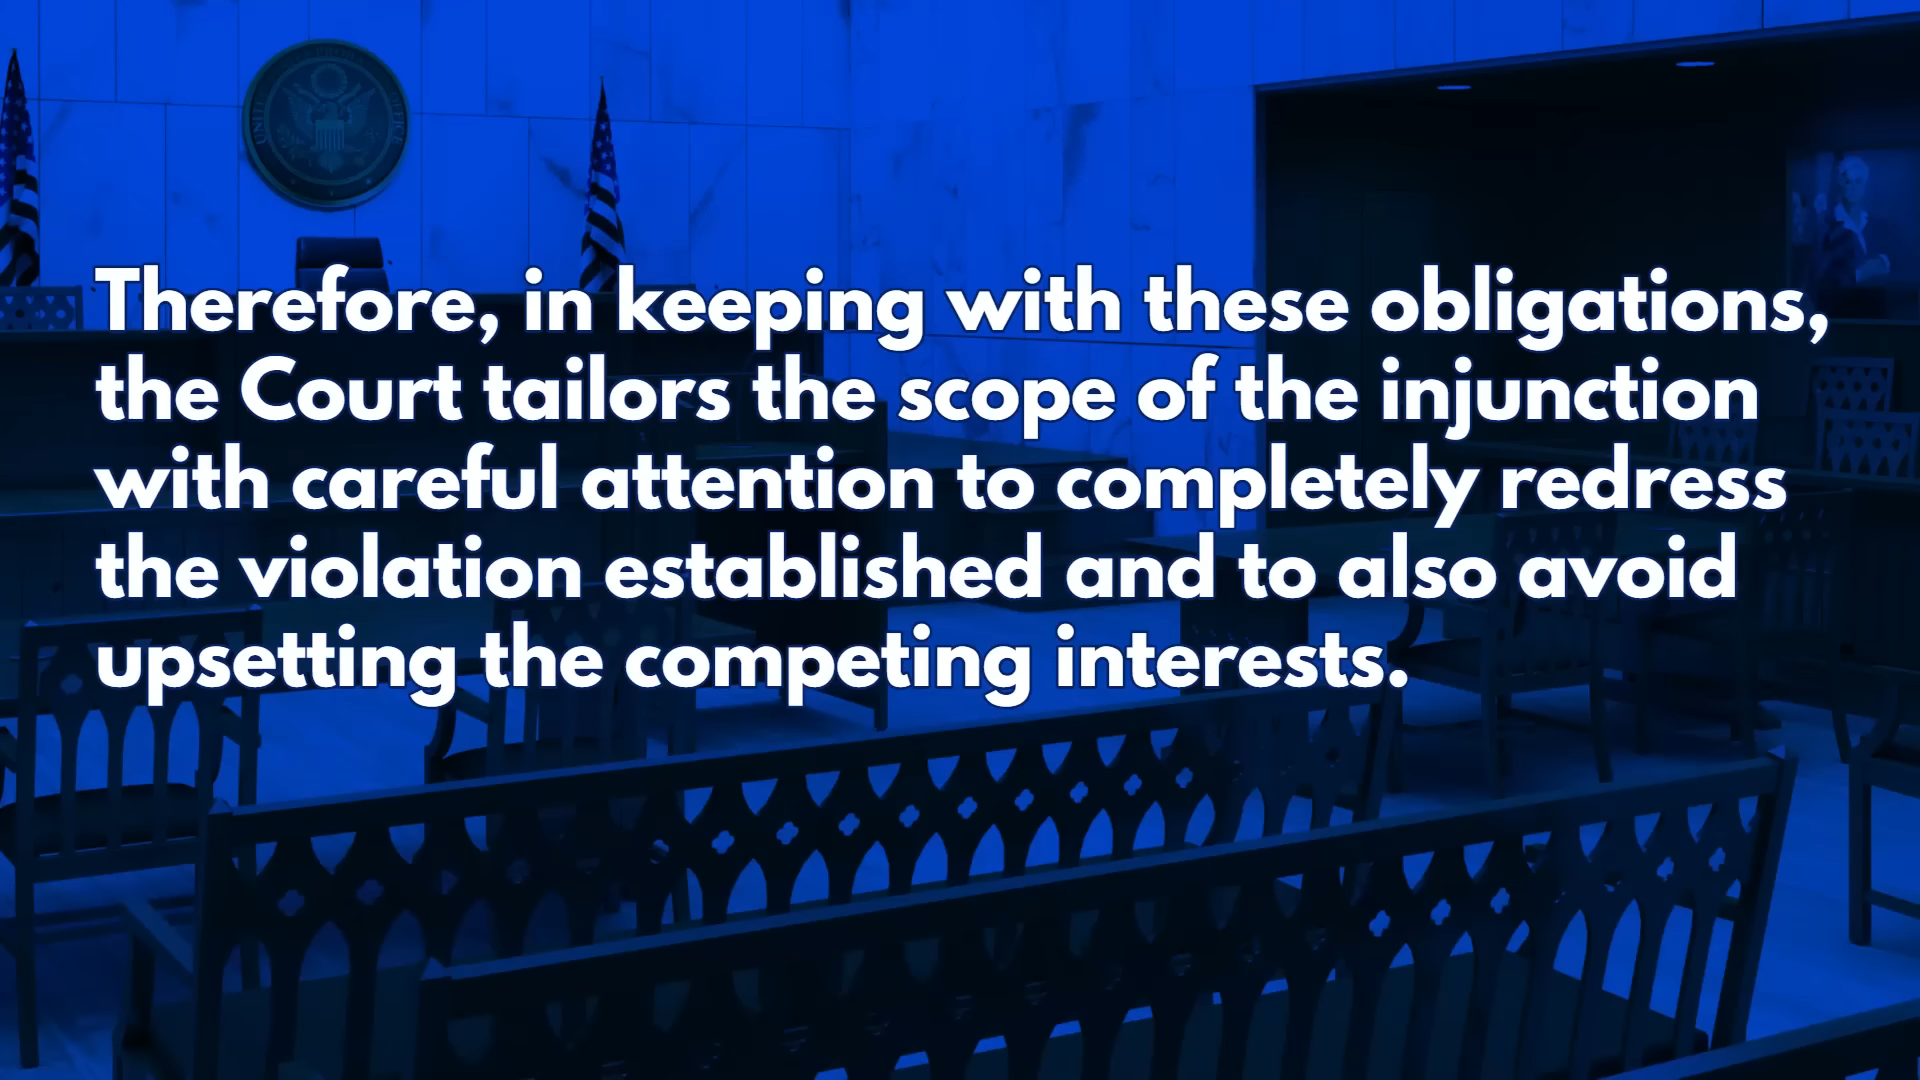 Therefore, in keeping with these obligations,
the Court tailors the scope of the injunction
with careful attention to completely redress
the violation established and to also avoid
upsetting the competing interests.